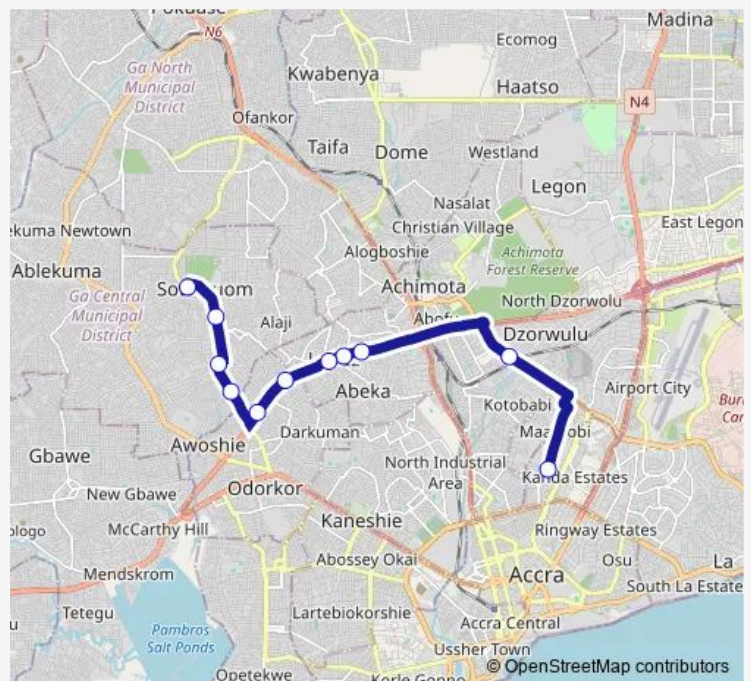 Madina
N6
Ecomog
Ga North
Municipal
District
Kwabenya
Haatso
N4
Ofankor
Taifa
Dome
Westland
Legon
Nasalat
East Legon
Christian Village
ekuma Newtown
Alogboshie
Achimota
Forest Reserve
Ablekuma
Achimota
Ga Central
Municipal
District
North Dzorwolu
Alaji
Dzorwulu
Abeka
Airport City
Kotobabi
Awoshie
Darkuman
Gbawe
North Industrial
Area
Kanda Estates
New Gbawe
Odorkor
McCarthy Hill
Kaneshie
Ringway Estates
Abossey Okai
Osu
La
Mendskrom
Accra
South La Estate
Tetegu
Lartebiokorshie
Accra Central
Pambros
Salt Ponds
Ussher Town
Opetekwe
Korle Gonno
© OpenStreetMap contributors